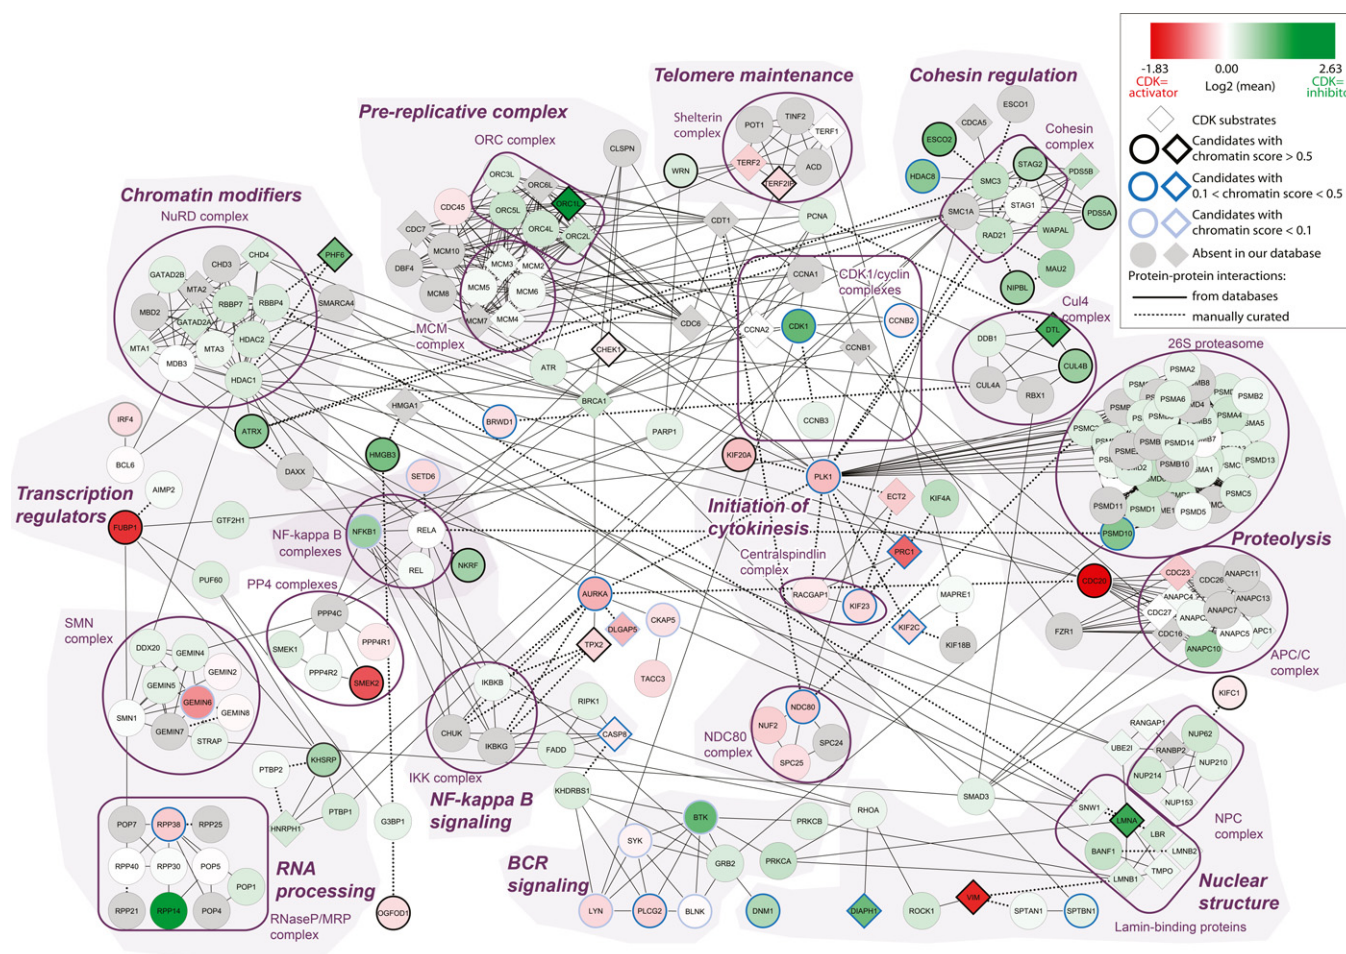 -1.83
0.00
2.63
CDK=
activator
Log2 (mean)
CDK=
inhibito
CDK substrates
Candidates with
chromatin score > 0.5
Candidates with
0.1 < chromatin score < 0.5
Candidates with
chromatin score < 0.1
Absent in our database
Protein-protein interactions:
from databases
manually curated
Telomere maintenance
Shelterin
complex
POT1
TINF2
TERF1
TERF2
ACD
TERF2IP
WRN
PCNA
Cohesin regulation
ESCO1
CDCA5
ESCO2
Cohesin
complex
STAG2
HDAC8
SMC3
PDS5B
STAG1
SMC1A
PDS5A
RAD21
WAPAL
MAU2
NIPBL
Pre-replicative complex
ORC complex
CLSPN
ORC3L
ORC6L
CDC45
ORC5L
ORC1L
CDC7
ORC4L
ORC2L
MCM10
DBF4
MCM3
MCM2
MCM8
MCM5
MCM6
MCM7
MCM4
MCM
complex
CDT1
CDC6
CHEK1
ATR
BRCA1
Chromatin modifiers
NuRD complex
CHD3
CHD4
PHF6
GATAD2B
MTA2
RBBP7
RBBP4
SMARCA4
MBD2
GATAD2A
MTA1
MTA3
HDAC2
MDB3
HDAC1
CDK1/cyclin
complexes
CCNA1
CCNA2
CDK1
CCNB2
CCNB1
CCNB3
Cul4
complex
DTL
DDB1
CUL4B
CUL4A
RBX1
26S proteasome
PSMA2
PSMB2
PSMA6
PSMA4
PSMD14
PSMB10
PSMD13
PSMD2
PSMC5
PSMD11
PSMD1
PSMD5
PSMD10
IRF4
BCL6
ATRX
DAXX
HMGA1
HMGB3
BRWD1
PARP1
KIF20A
PLK1
AIMP2
Transcription
regulators
FUBP1
GTF2H1
PUF60
SETD6
NF-kappa B
complexes
NFKB1
RELA
REL
NKRF
Initiation of
cytokinesis
ECT2
KIF4A
PRC1
Centralspindlin
complex
RACGAP1
KIF23
MAPRE1
KIF2C
KIF18B
Proteolysis
CDC20
CDC23
CDC26
ANAPC11
ANAPC4
ANAPC13
CDC27
ANAPC7
CDC16
ANAPC5
ANAPC10
FZR1
APC/C
complex
PP4 complexes
PPP4C
SMEK1
PPP4R1
PPP4R2
SMEK2
AURKA
DLGAP5
CKAP5
TPX2
TACC3
SMN
complex
DDX20
GEMIN4
GEMIN2
GEMIN5
GEMIN6
GEMIN8
SMN1
GEMIN7
STRAP
IKBKB
CHUK
IKBKG
IKK complex
NF-kappa B
signaling
RIPK1
FADD
CASP8
KHDRBS1
NDC80
NUF2
SPC24
SPC25
NDC80
complex
KIFC1
RANGAP1
NUP62
UBE2I
RANBP2
NUP210
NUP214
NUP153
NPC
complex
SMAD3
SNW1
LMNA
LBR
BANF1
LMNB2
LMNB1
TMPO
Nuclear
structure
Lamin-binding proteins
PTBP2
KHSRP
HNRPH1
PTBP1
G3BP1
POP7
RPP38
RPP25
RPP40
RPP30
POP5
POP1
RPP21
RPP14
POP4
RNA
processing
RNaseP/MRP
complex
OGFOD1
BCR
signaling
BTK
SYK
GRB2
PRKCB
PRKCA
RHOA
LYN
PLCG2
BLNK
DNM1
DIAPH1
ROCK1
VIM
SPTAN1
SPTBN1